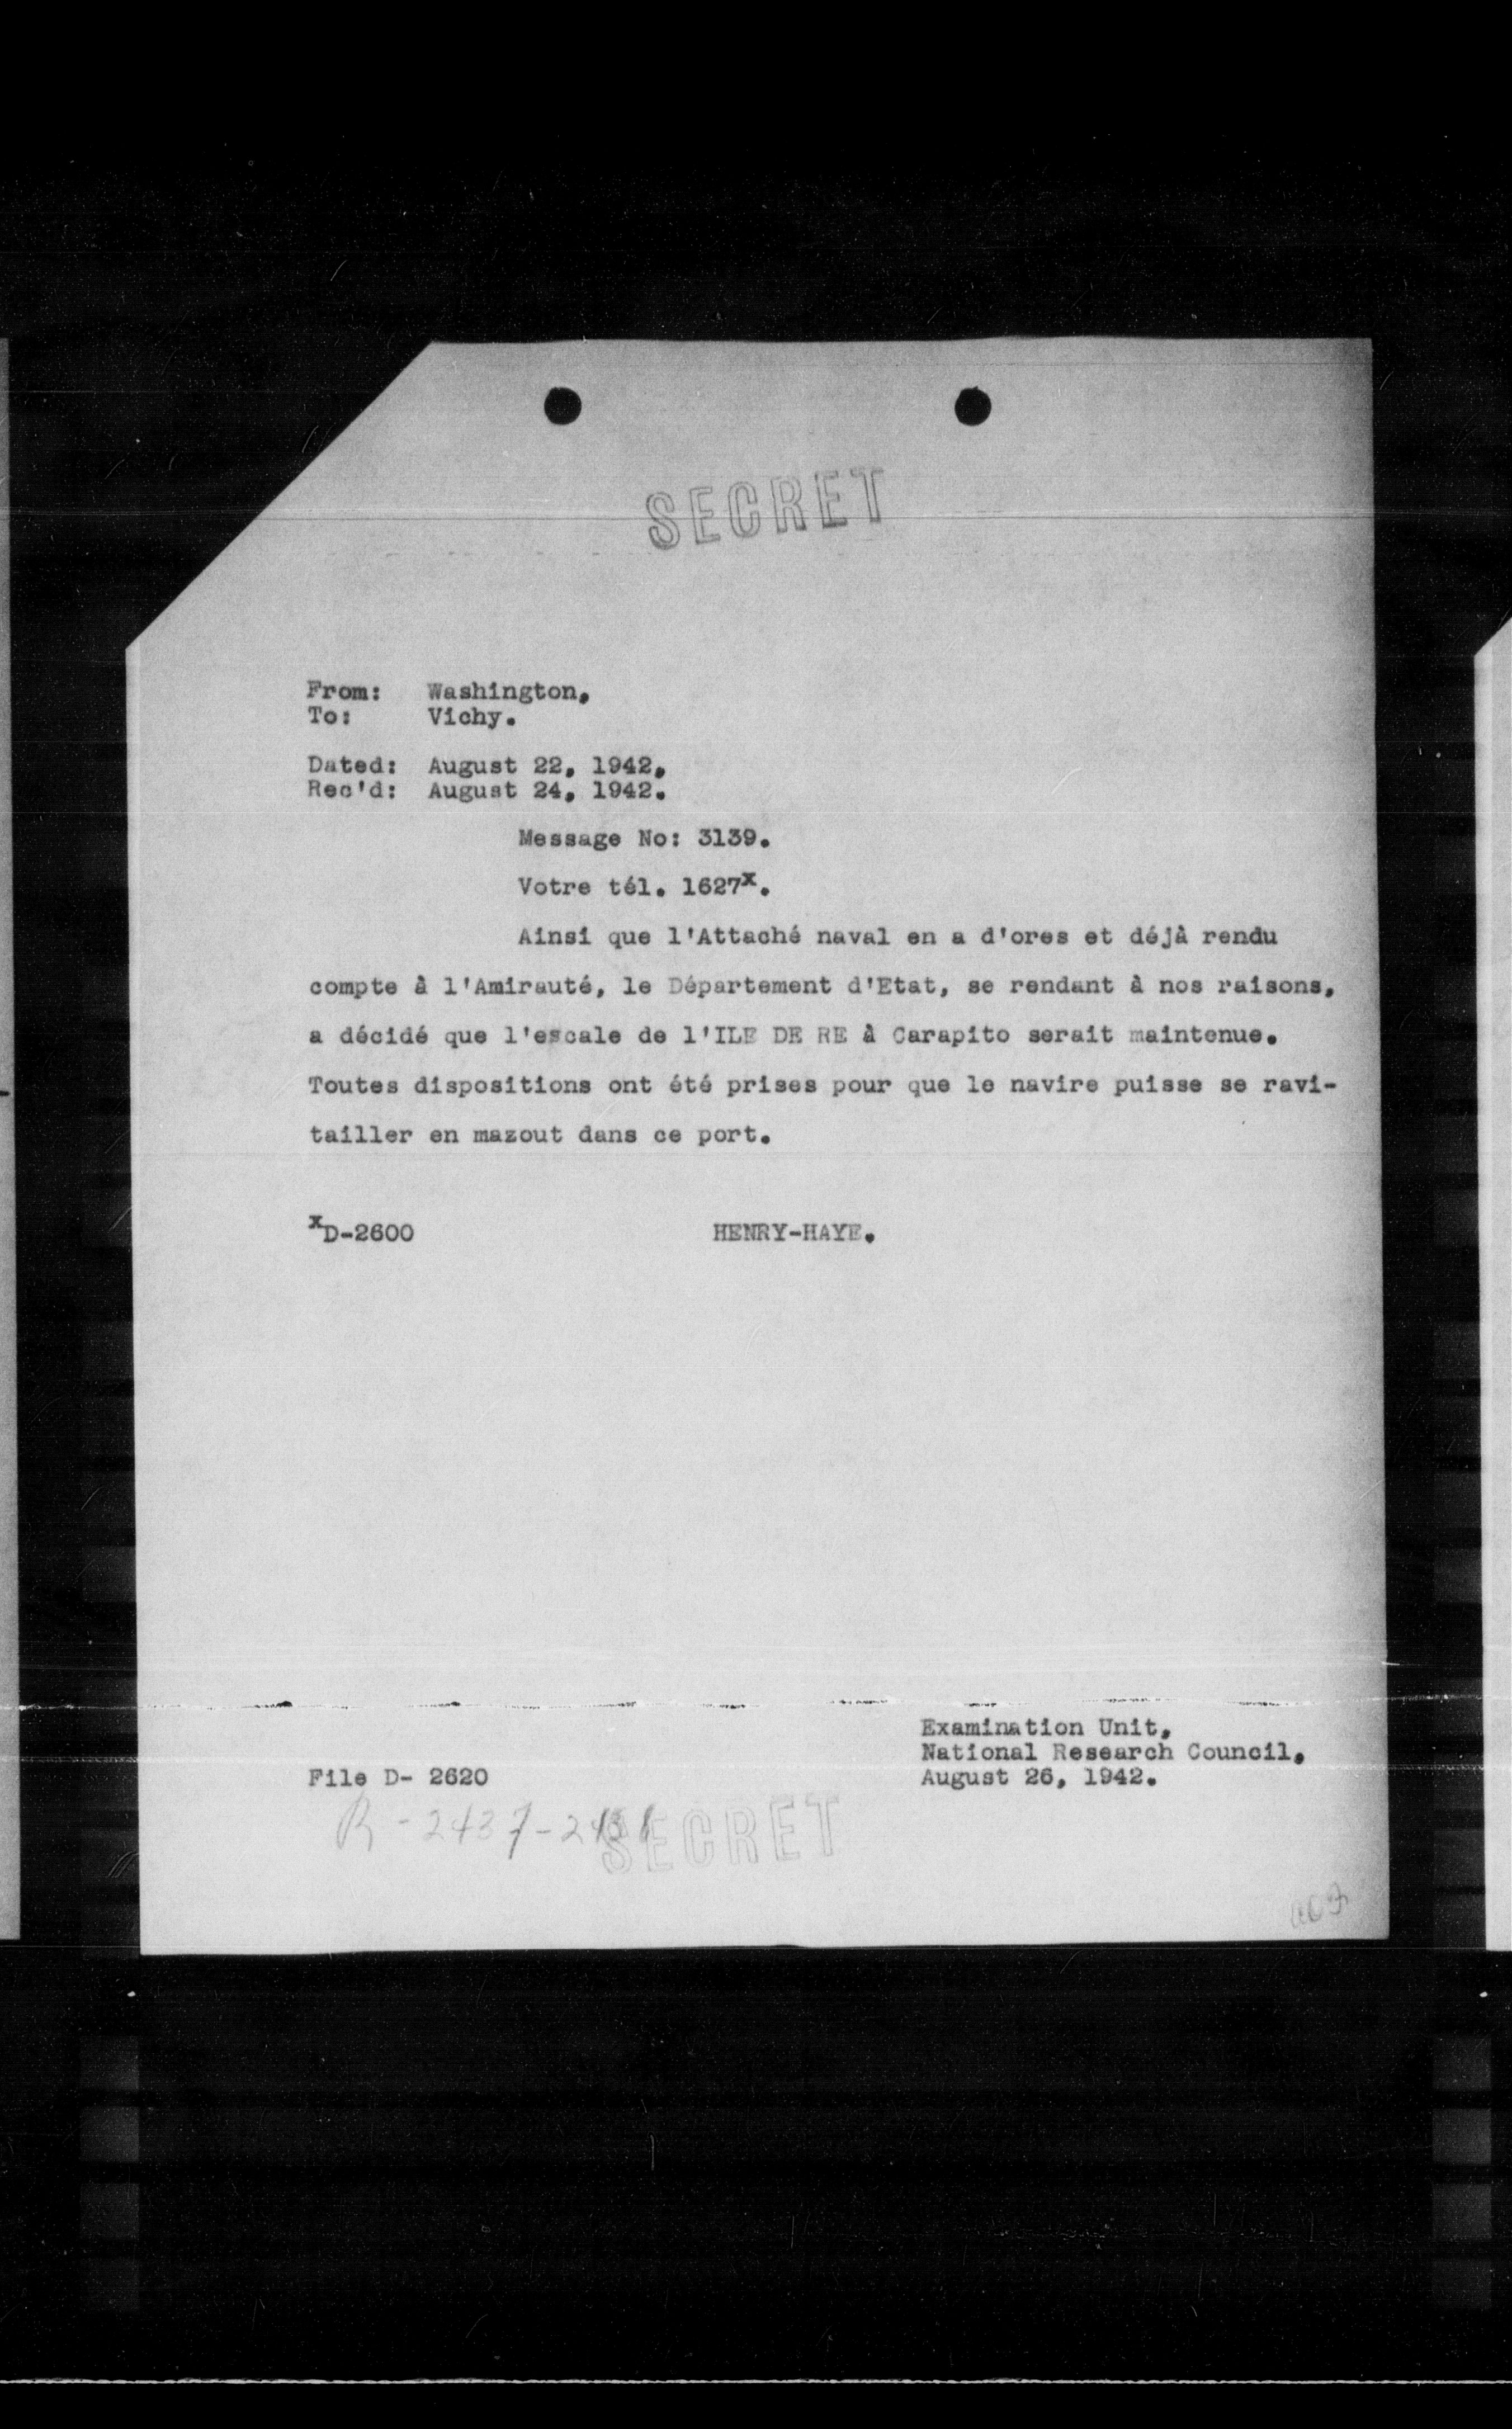 SECRET
From: Washington,
To: Vichy.
Dated: August 22, 1942,
Rec'd: August 24, 1942.
Message No: 3139.
Votre tél. 1627x.
Ainsi que l'Attaché naval en a d'ores et déjà rendu
compte à l'Amirauté, le Département d'Etat, se rendant à nos raisons,
a décidé que l'escale de l'ILE DE RE à Carapito serait maintenue.
Toutes dispositions ont été prises pour que le navire puisse se ravi-
tailler en mazout dans ce port.
xD-2600 HENRY-HAYE.
Examination Unit,
National Research Council,
File D- 2620 August 26, 1942.
R-2437-
SECRET